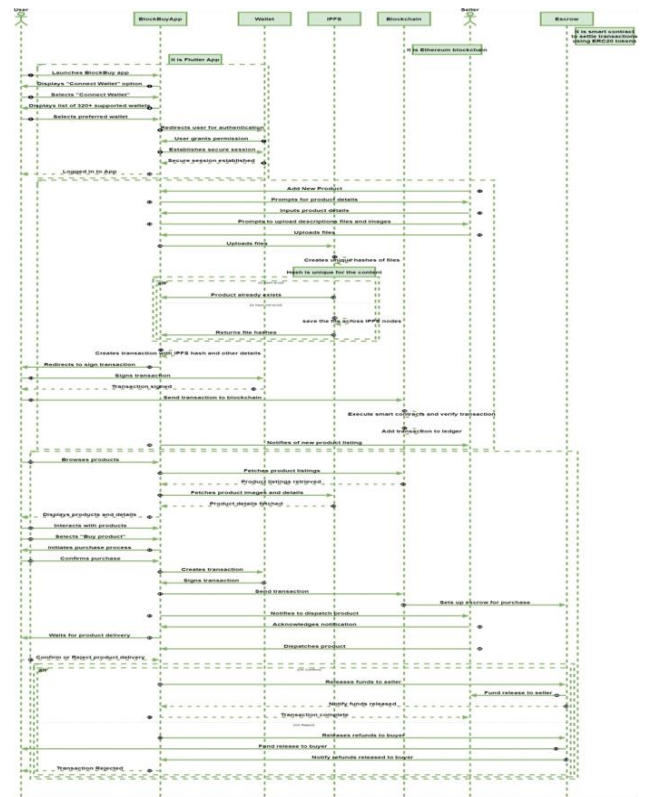 User
BlockBuyApp
Wallet
IPFS
Blockchain
Seller
Escrow
It is smart contract
to settle transactions
using ERC20 tokens
It is Ethereum blockchain
It is Flutter App
Launches BlockBuy app
Displays "Connect Wallet" option
Selects "Connect Wallet"
Displays list of 320+ supported wallets
Selects preferred wallet
Redirects user for authentication
User grants permission
Establishes secure session
Secure session established
Logged in to App
Add New Product
Prompts for product details
Inputs product details
Prompts to upload descriptions files and images
Uploads files
Uploads files
Creates unique hashes of files
Hash is unique for the content
alt
Product already exists
save the file across IPFS nodes
Returns file hashes
Creates transaction with IPFS hash and other details
Redirects to sign transaction
Signs transaction
Transaction signed
Send transaction to blockchain
Execute smart contracts and verify transaction
Add transaction to ledger
Notifies of new product listing
Browses products
Fetches product listings
Product listings retrieved
Fetches product images and details
Product details fetched
Displays products and details
Interacts with products
Selects "Buy product"
Initiates purchase process
Confirms purchase
Creates transaction
Signs transaction
Send transaction
Sets up escrow for purchase
Notifies to dispatch product
Acknowledges notification
Waits for product delivery
Dispatches product
Confirm or Reject product delivery
alt
Releases funds to seller
Fund release to seller
Notify funds released
Transaction complete
Releases refunds to buyer
Fund release to buyer
Notify refunds released to buyer
Transaction Rejected